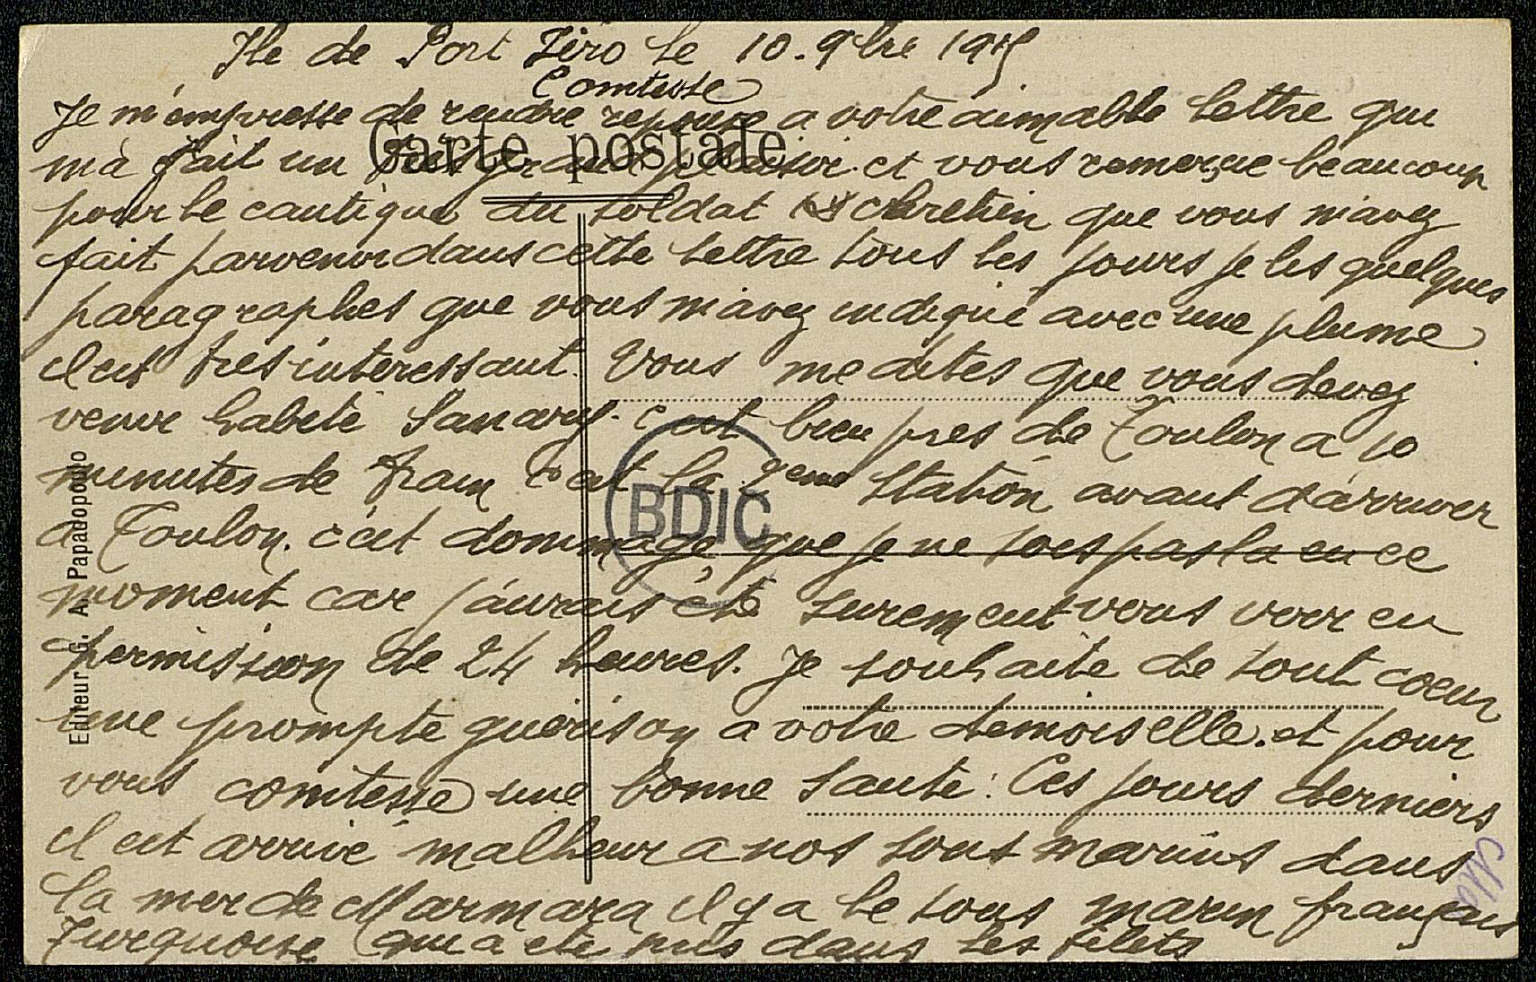 Ile de Port Zéro le 10. 9bre 1915
Comtesse
Je m'empresse de rendre reponse a votre aimable lettre qui
Carte postale
m'a fait un plus grand plaisir. et vous remerçie beaucoup
pour le cantique du soldat chretien que vous m'avez
fait parvenir dans cette lettre tous les jours je lis quelques
paragraphes que vous m'avez indiqué avec une plume
il est tres interessant. Vous me dites que vous devez
venir habité Sanary. c'est bien pres de Toulon a 10
minutes de train c'est la 2eme station avant d'arriver
a Toulon. c'est dommage que je ne sois pas la en ce
moment car j'aurais été surement vous voir en
permission de 24 heures. Je souhaite de tout coeur
une prompte guerison a votre demoiselle. et pour
vous comtesse une bonne santé. Ces jours derniers
il est arrivé malheur a nos sous marins dans
la mer de Marmara il y a le sous marin français
Turquoise qui a été pris dans les filets
BDIC
Editeur G. A. Papadopoulo